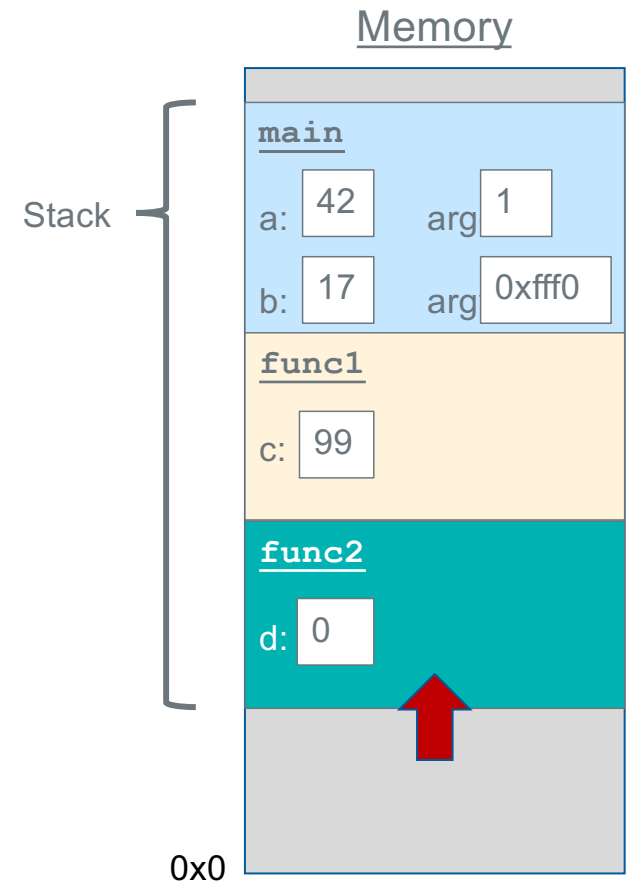 Memory
Stack
main
a: 42 arg 1
b: 17 arg 0xfff0
func1
c: 99
func2
d: 0
0x0